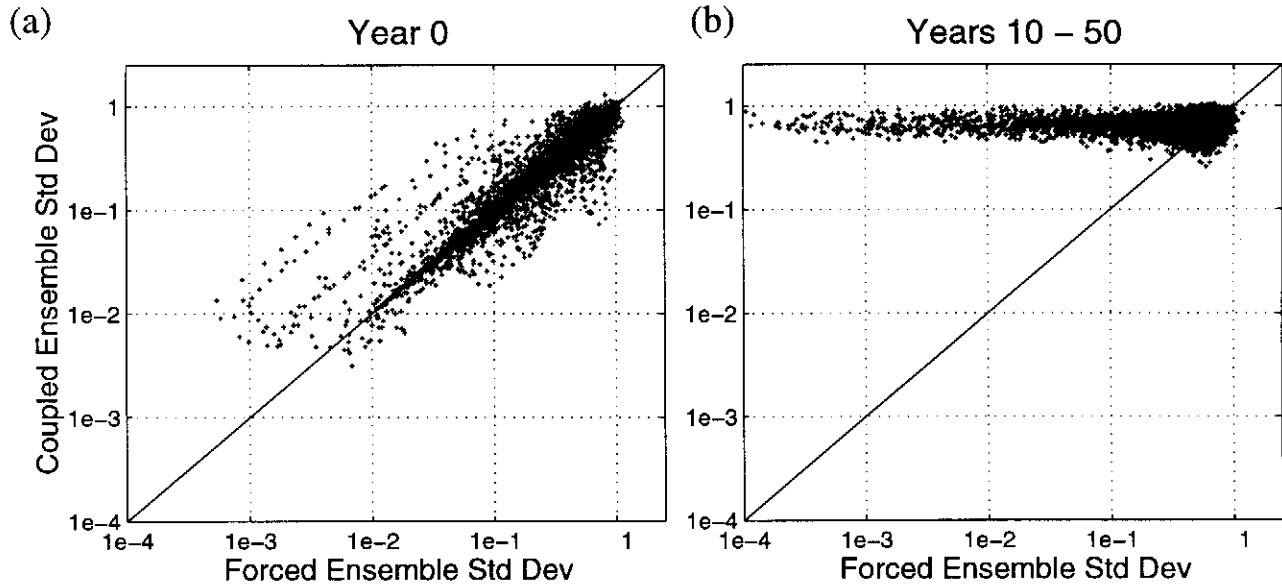 (a)
Year 0
Coupled Ensemble Std Dev
1
1e−1
1e−2
1e−3
1e−4
1e−4 1e−3 1e−2 1e−1 1
Forced Ensemble Std Dev
(b)
Years 10 − 50
1
1e−1
1e−2
1e−3
1e−4
1e−4 1e−3 1e−2 1e−1 1
Forced Ensemble Std Dev